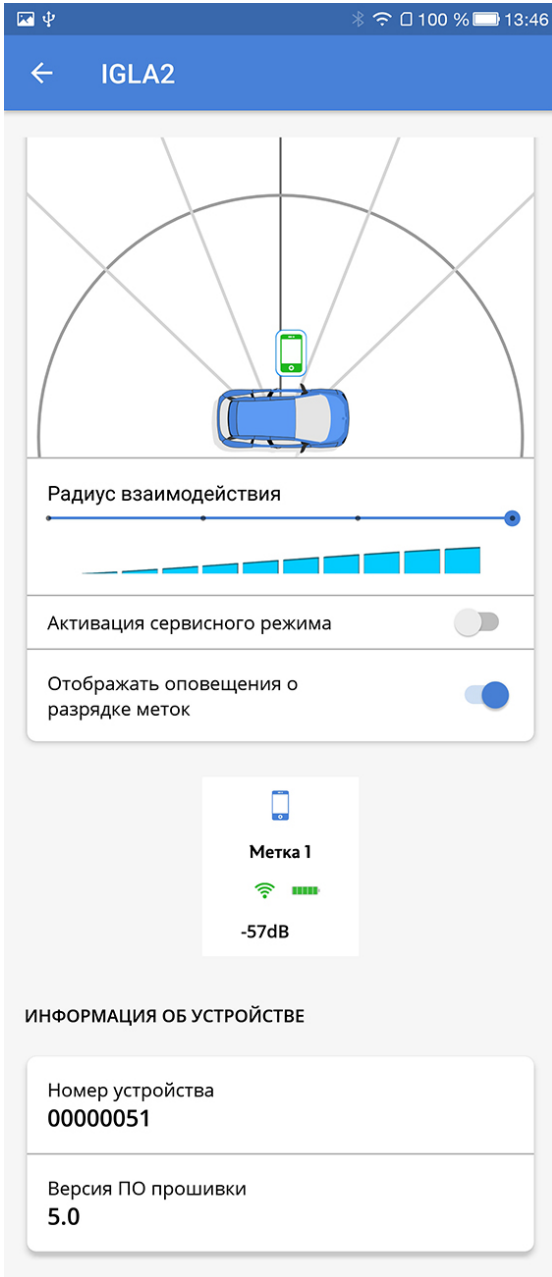 100 % 13:46
IGLA2
Радиус взаимодействия
Активация сервисного режима
Отображать оповещения о
разрядке меток
Метка 1
-57dB
ИНФОРМАЦИЯ ОБ УСТРОЙСТВЕ
Номер устройства
00000051
Версия ПО прошивки
5.0